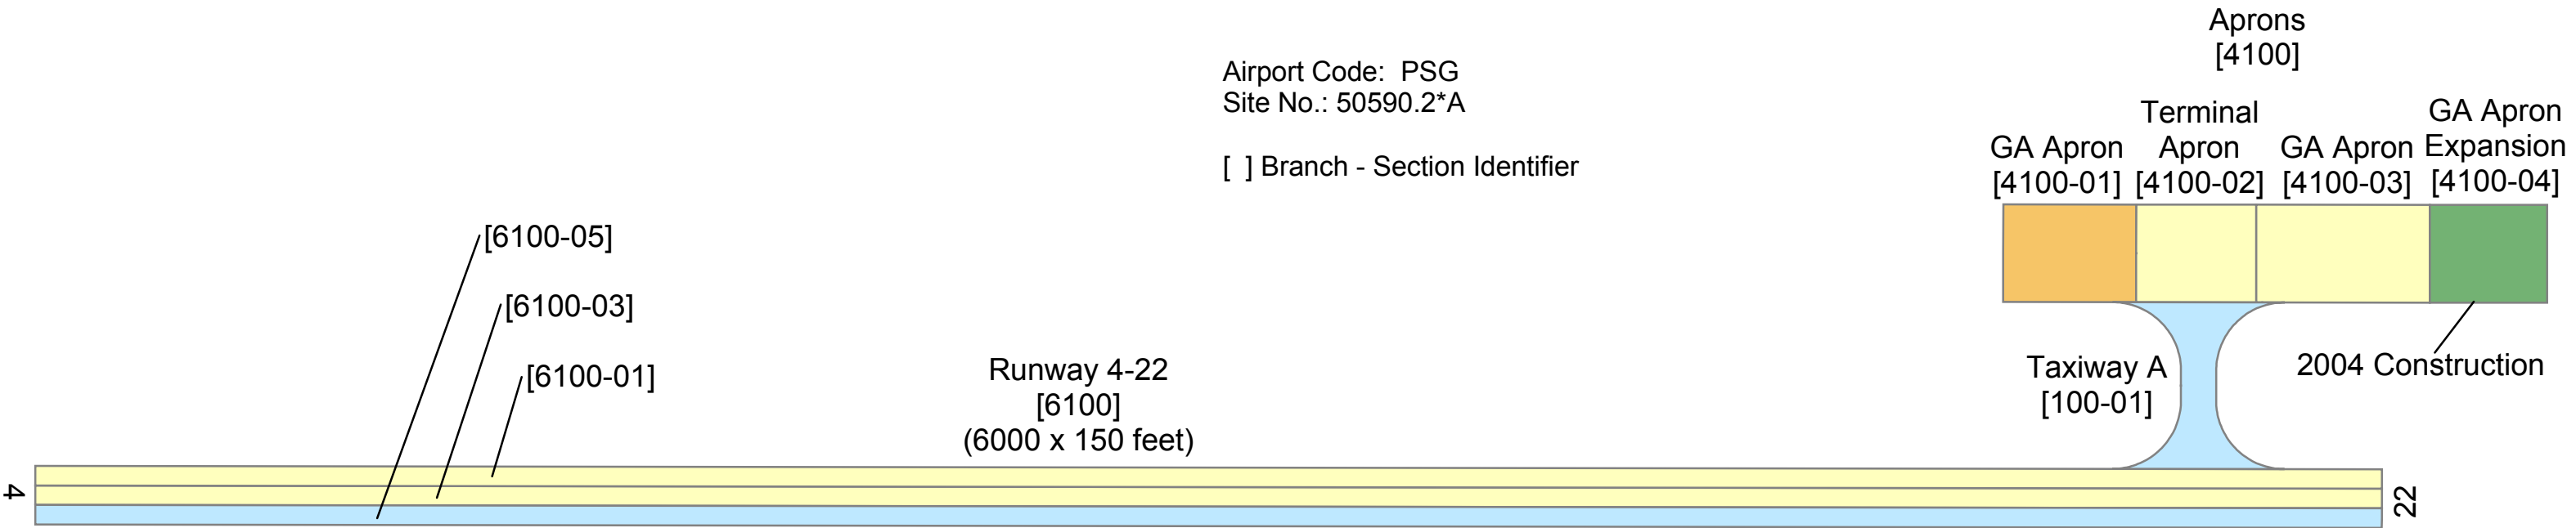 Aprons
[4100]
Airport Code:  PSG
Site No.: 50590.2*A
[  ] Branch - Section Identifier
GA Apron
[4100-01]
Terminal
Apron
[4100-02]
GA Apron
[4100-03]
GA Apron
Expansion
[4100-04]
[6100-05]
[6100-03]
[6100-01]
Runway 4-22
[6100]
(6000 x 150 feet)
Taxiway A
[100-01]
2004 Construction
4
22